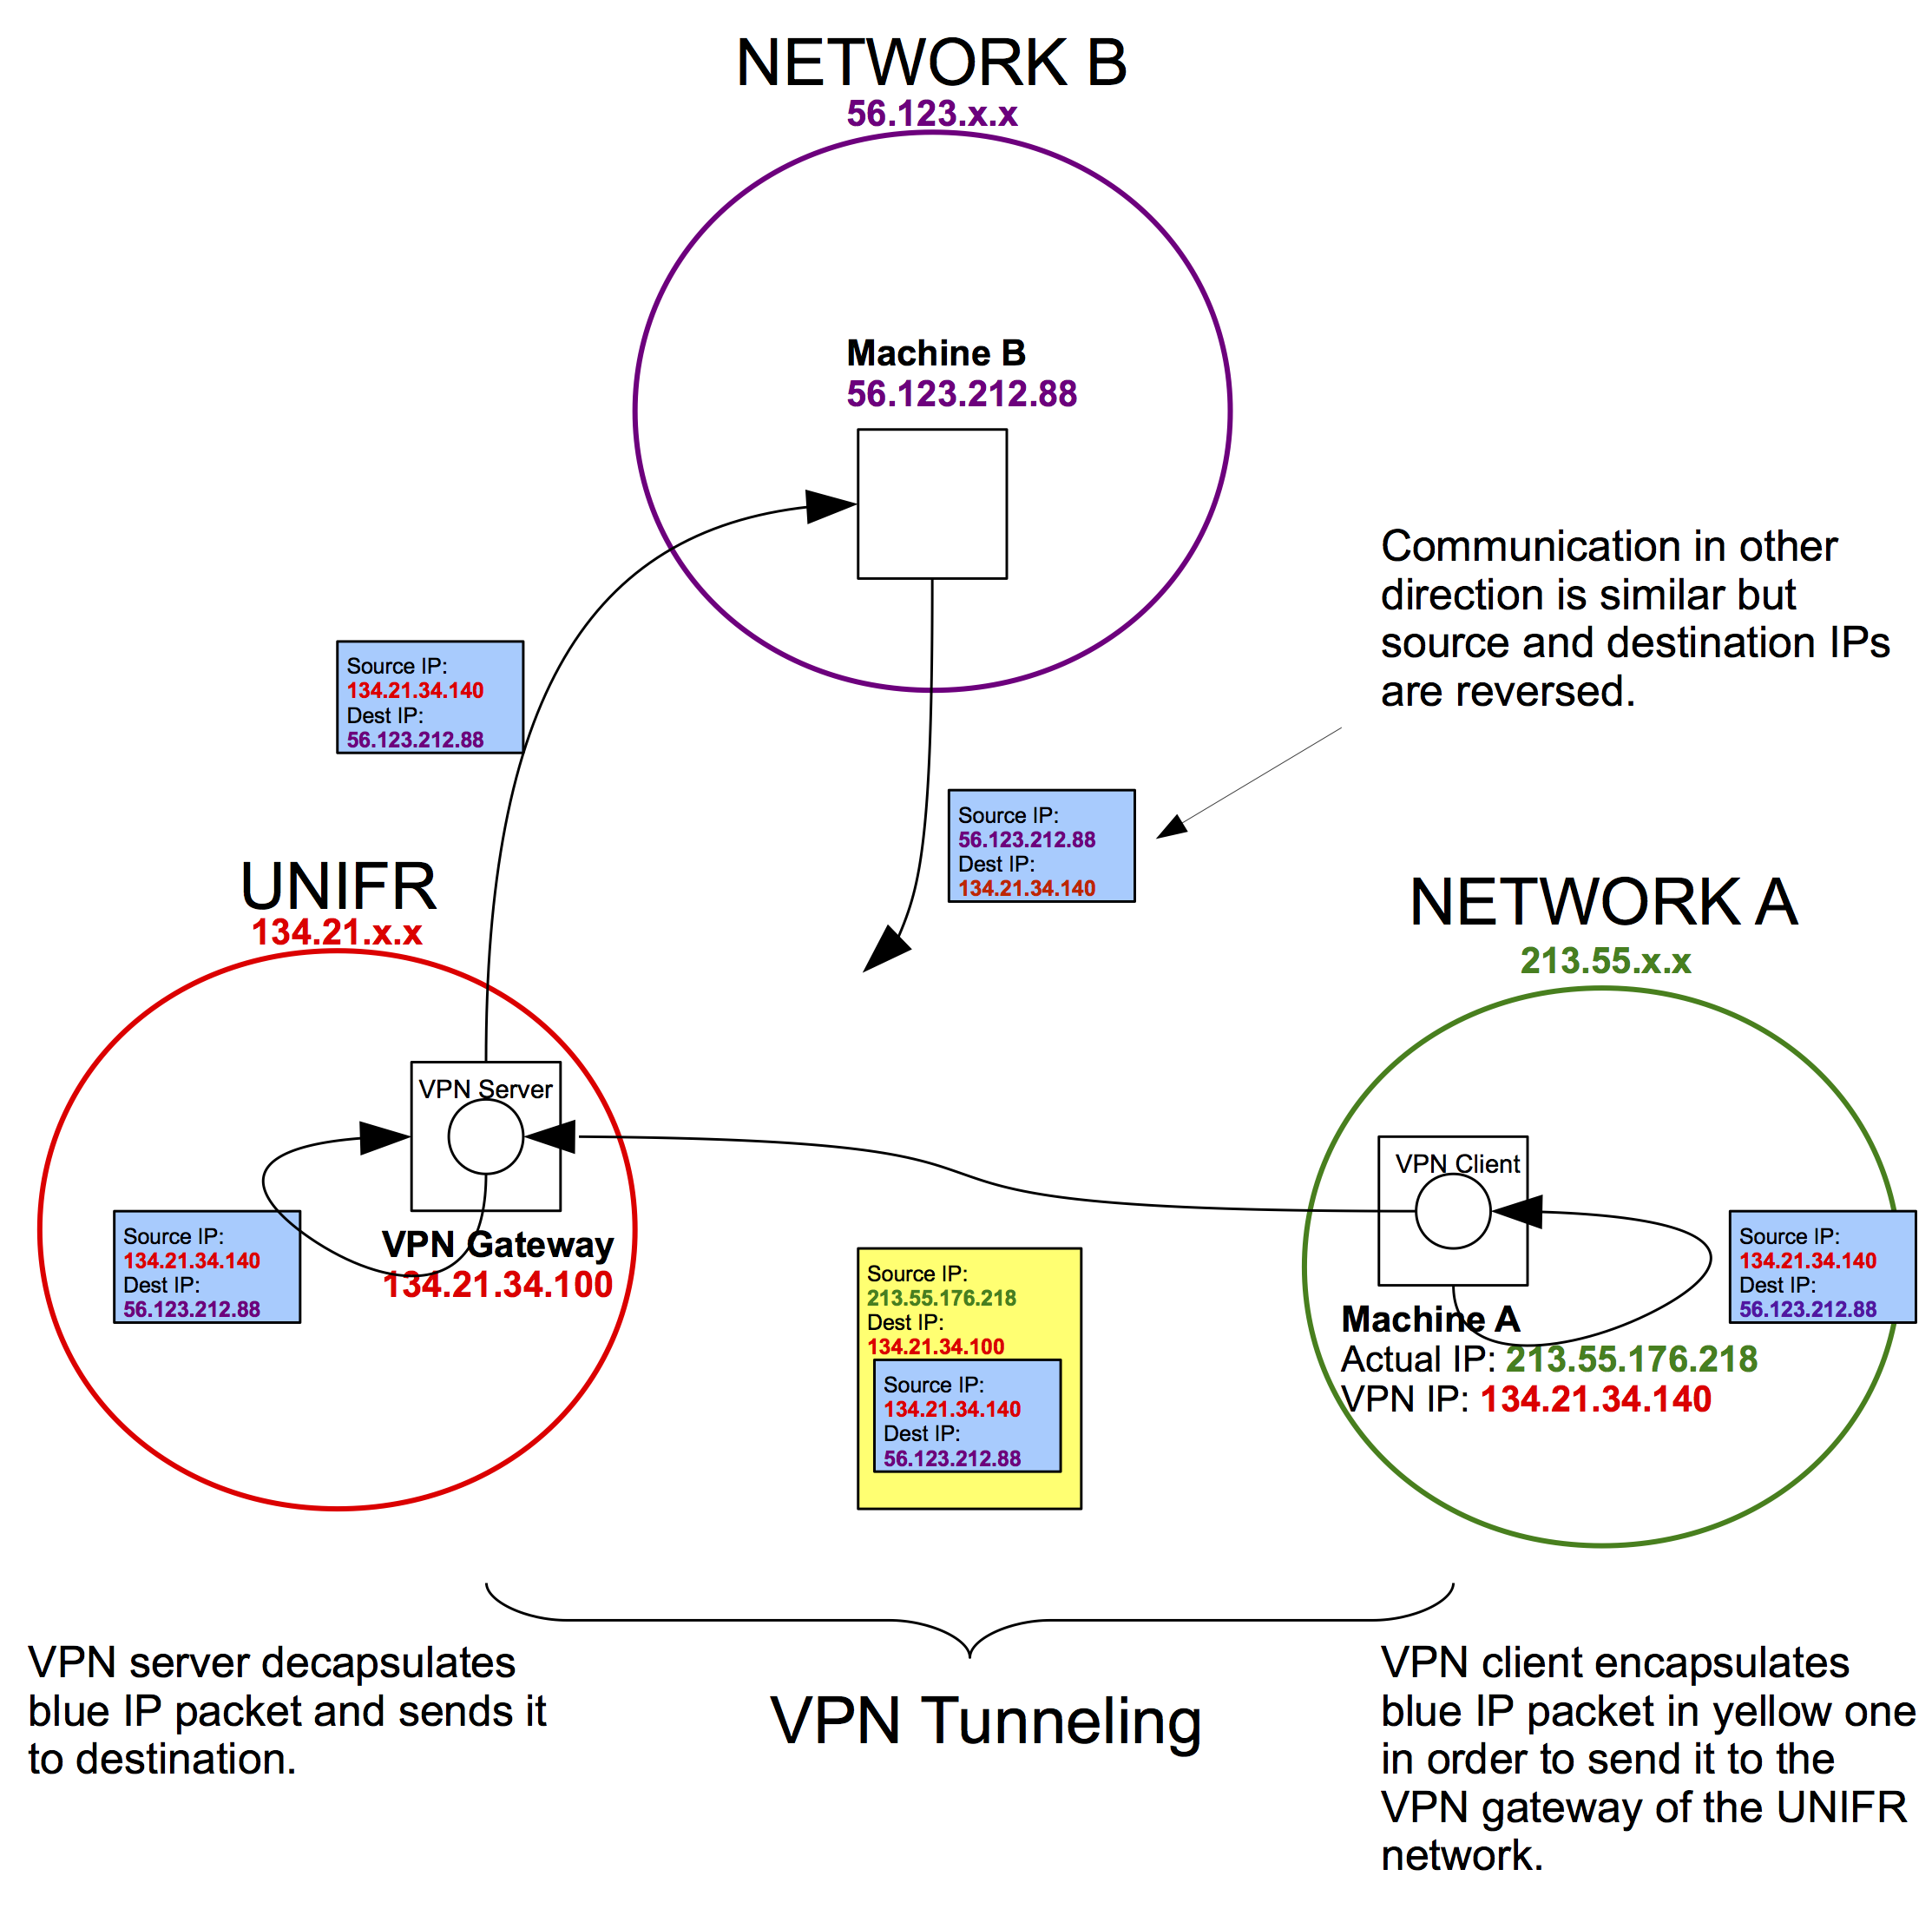 NETWORK B
56.123.x.x
Machine B
56.123.212.88
Communication in other
direction is similar but
source and destination IPs
are reversed.
Source IP:
134.21.34.140
Dest IP:
56.123.212.88
Source IP:
56.123.212.88
Dest IP:
134.21.34.140
UNIFR
134.21.x.x
NETWORK A
213.55.x.x
VPN Server
VPN Gateway
134.21.34.100
Source IP:
134.21.34.140
Dest IP:
56.123.212.88
VPN Client
Machine A
Actual IP: 213.55.176.218
VPN IP: 134.21.34.140
Source IP:
134.21.34.140
Dest IP:
56.123.212.88
Source IP:
213.55.176.218
Dest IP:
134.21.34.100
Source IP:
134.21.34.140
Dest IP:
56.123.212.88
VPN server decapsulates
blue IP packet and sends it
to destination.
VPN Tunneling
VPN client encapsulates
blue IP packet in yellow one
in order to send it to the
VPN gateway of the UNIFR
network.